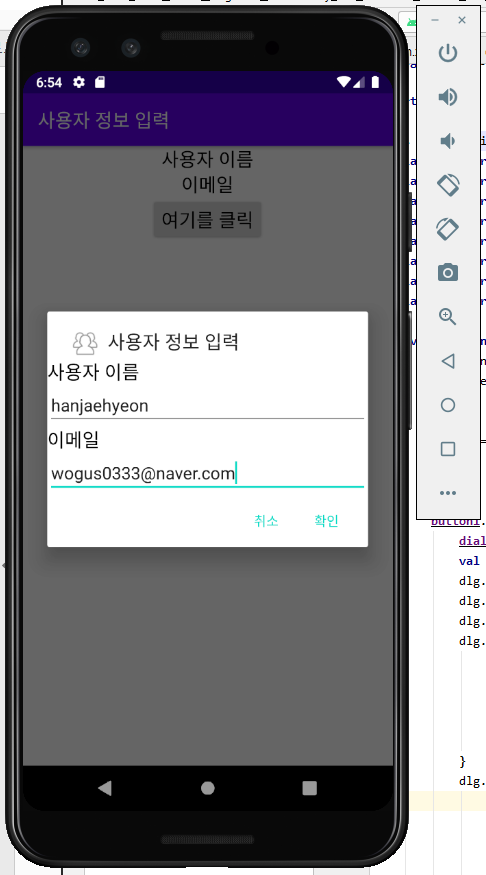 6:54
사용자 정보 입력
사용자 이름
이메일
여기를 클릭
사용자 정보 입력
사용자 이름
hanjaehyeon
이메일
wogus0333@naver.com
취소 확인
button1.
dial
val
dlg.
dlg.
dlg.
dlg.
}
dlg.